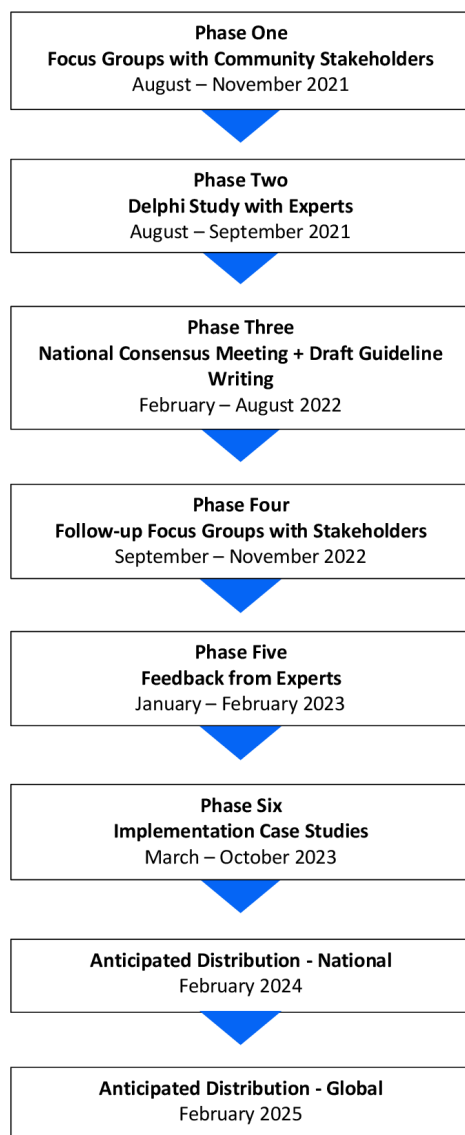 Phase One
Focus Groups with Community Stakeholders
August – November 2021
Phase Two
Delphi Study with Experts
August – September 2021
Phase Three
National Consensus Meeting + Draft Guideline
Writing
February – August 2022
Phase Four
Follow-up Focus Groups with Stakeholders
September – November 2022
Phase Five
Feedback from Experts
January – February 2023
Phase Six
Implementation Case Studies
March – October 2023
Anticipated Distribution - National
February 2024
Anticipated Distribution - Global
February 2025